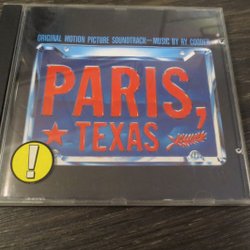 ORIGINAL MOTION PICTURE SOUNDTRACK—MUSIC BY RY COODER
PARIS,
TEXAS
!